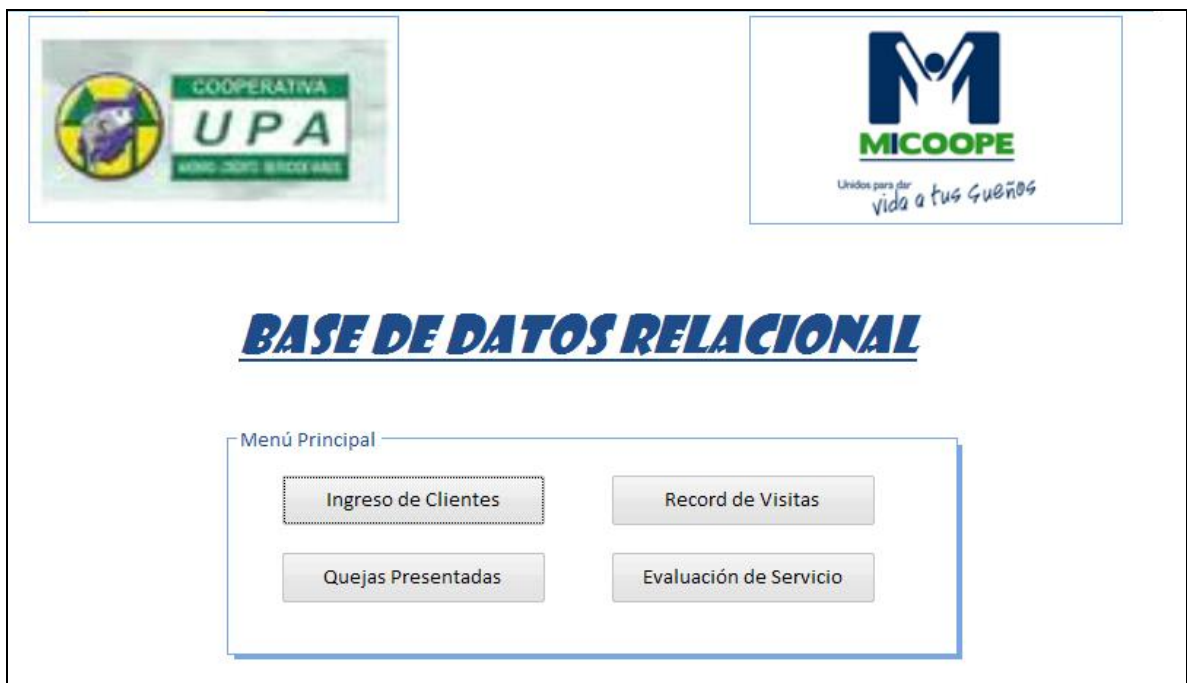 COOPERATIVA
UPA
MICOOPE
Unidos para dar
vida a tus sueños
BASE DE DATOS RELACIONAL
Menú Principal
Ingreso de Clientes
Record de Visitas
Quejas Presentadas
Evaluación de Servicio